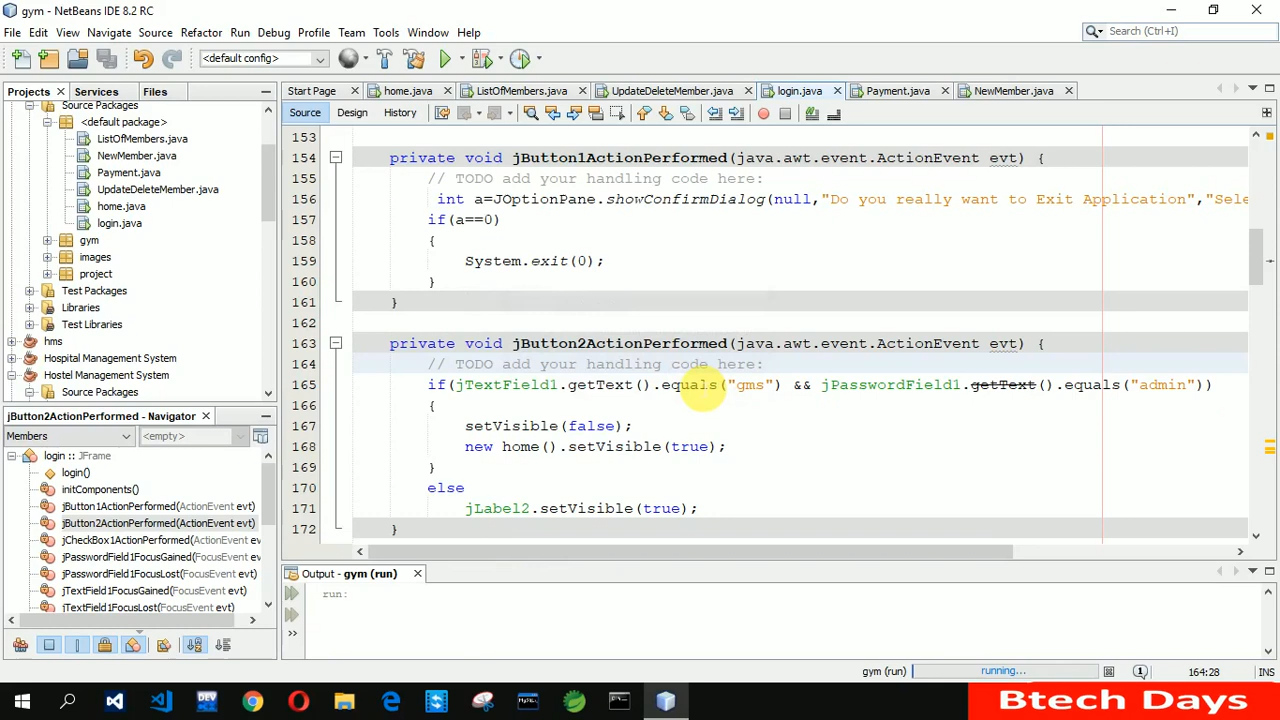 gym - NetBeans IDE 8.2 RC
File Edit View Navigate Source Refactor Run Debug Profile Team Tools Window Help
Search (Ctrl+I)
<default config>
Projects Services Files
Start Page home.java ListOfMembers.java UpdateDeleteMember.java login.java Payment.java NewMember.java
Source Design History
Source Packages
<default package>
ListOfMembers.java
NewMember.java
Payment.java
UpdateDeleteMember.java
home.java
login.java
gym
images
project
Test Packages
Libraries
Test Libraries
hms
Hospital Management System
Hostel Management System
Source Packages
153
154 private void jButton1ActionPerformed(java.awt.event.ActionEvent evt) {
155 // TODO add your handling code here:
156 int a=JOptionPane.showConfirmDialog(null,"Do you really want to Exit Application","Sele
157 if(a==0)
158 {
159 System.exit(0);
160 }
161 }
162
163 private void jButton2ActionPerformed(java.awt.event.ActionEvent evt) {
164 // TODO add your handling code here:
165 if(jTextField1.getText().equals("gms") && jPasswordField1.getText().equals("admin"))
166 {
167 setVisible(false);
168 new home().setVisible(true);
169 }
170 else
171 jLabel2.setVisible(true);
172 }
jButton2ActionPerformed - Navigator
Members <empty>
login :: JFrame
login()
initComponents()
jButton1ActionPerformed(ActionEvent evt)
jButton2ActionPerformed(ActionEvent evt)
jCheckBox1ActionPerformed(ActionEvent ev
jPasswordField1FocusGained(FocusEvent ev
jPasswordField1FocusLost(FocusEvent evt)
jTextField1FocusGained(FocusEvent evt)
jTextField1FocusLost(FocusEvent evt)
Output - gym (run)
run:
gym (run) running... 1 164:28 INS
Btech Days